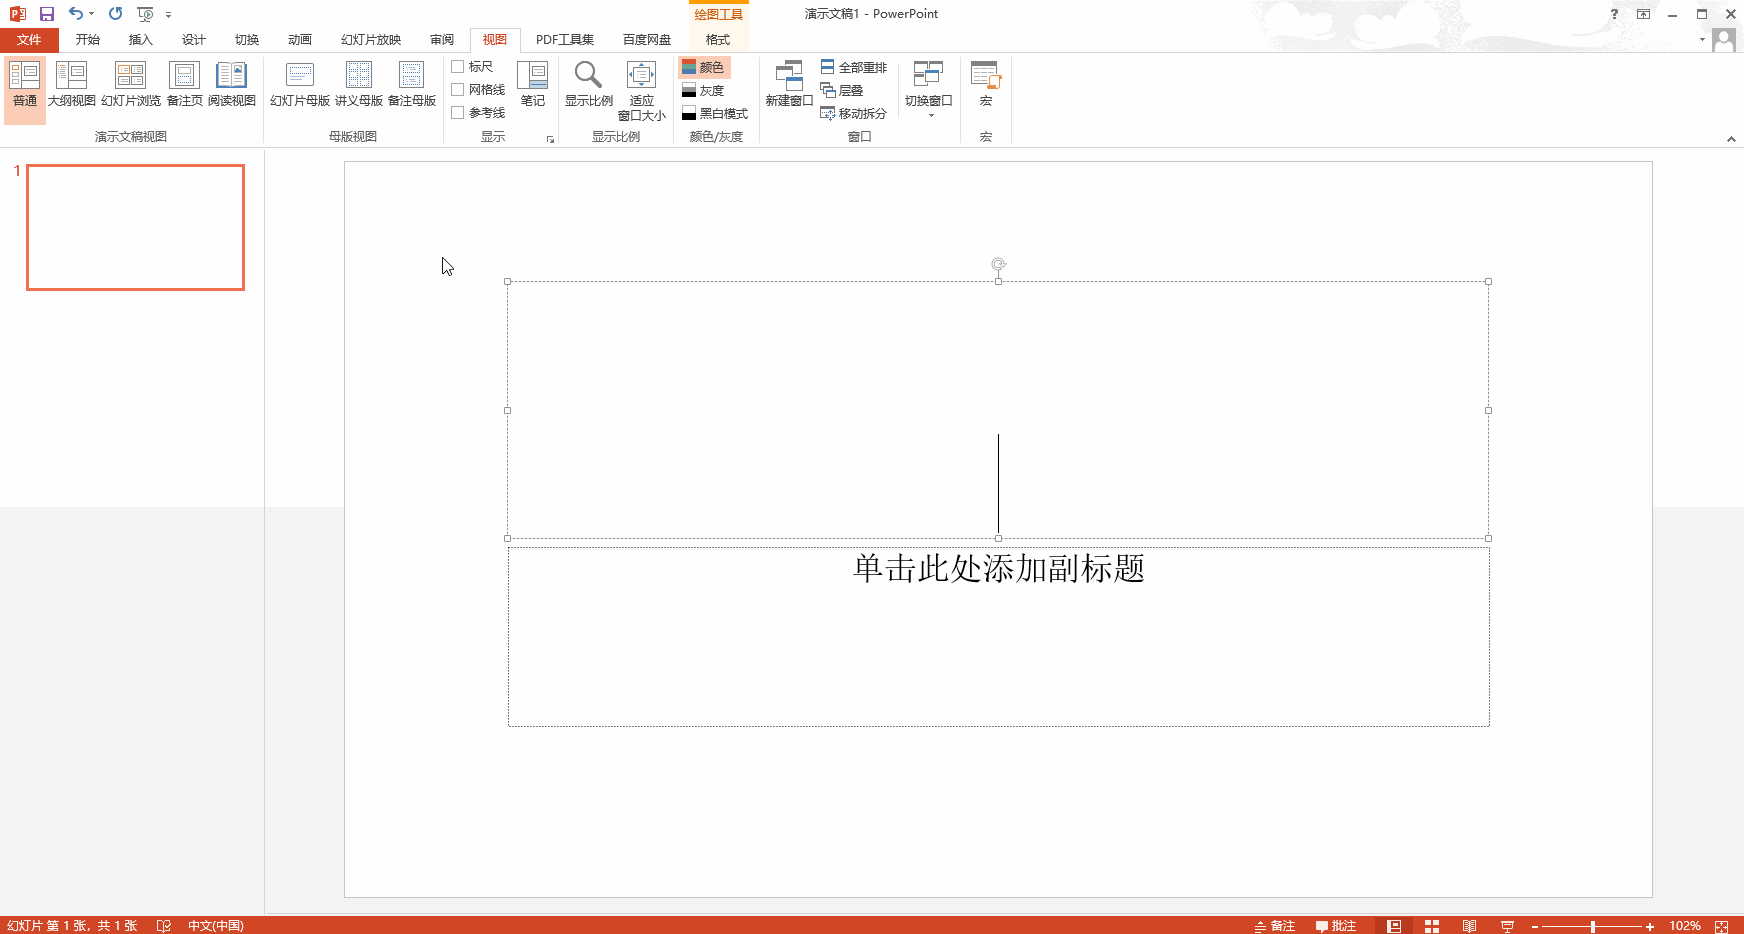 绘图工具
演示文稿1 - PowerPoint
?
文件 开始 插入 设计 切换 动画 幻灯片放映 审阅 视图 PDF工具集 百度网盘 格式
普通 大纲视图 幻灯片浏览 备注页 阅读视图
演示文稿视图
幻灯片母版 讲义母版 备注母版
母版视图
标尺
网格线
参考线
笔记
显示
显示比例
适应
窗口大小
显示比例
颜色
灰度
黑白模式
颜色/灰度
新建窗口
全部重排
层叠
移动拆分
切换窗口
窗口
宏
宏
1
单击此处添加副标题
幻灯片 第 1 张，共 1 张 中文(中国) 备注 批注 102%